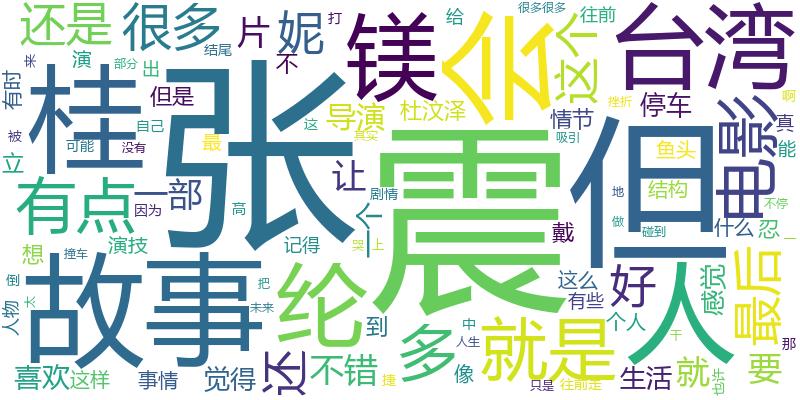 还是
很多
片
妮
镁
会
这个
台湾
给
很多很多
往前
打
结尾
来
演
部分
出
不
有时
但是
桂
张
震
但
导演
杜汶泽
情节
停车
挫折
啊
真
电影
被
自己
最
可能
没有
这
其实
吸引
鱼头
能
立
一部
让
有点
因为
高
一个
剧情
戴
地
结构
不停
做
碰到
什么
忍
一
想
演技
记得
哭
上
人
感觉
最后
故事
撞车
把
未来
纶
到
这么
有些
好
人物
倒
太
多
中
人生
就是
个人
那
干
喜欢
这样
事情
觉得
还
不错
捷
像
只是
往前走
生活
就
也
乐
要